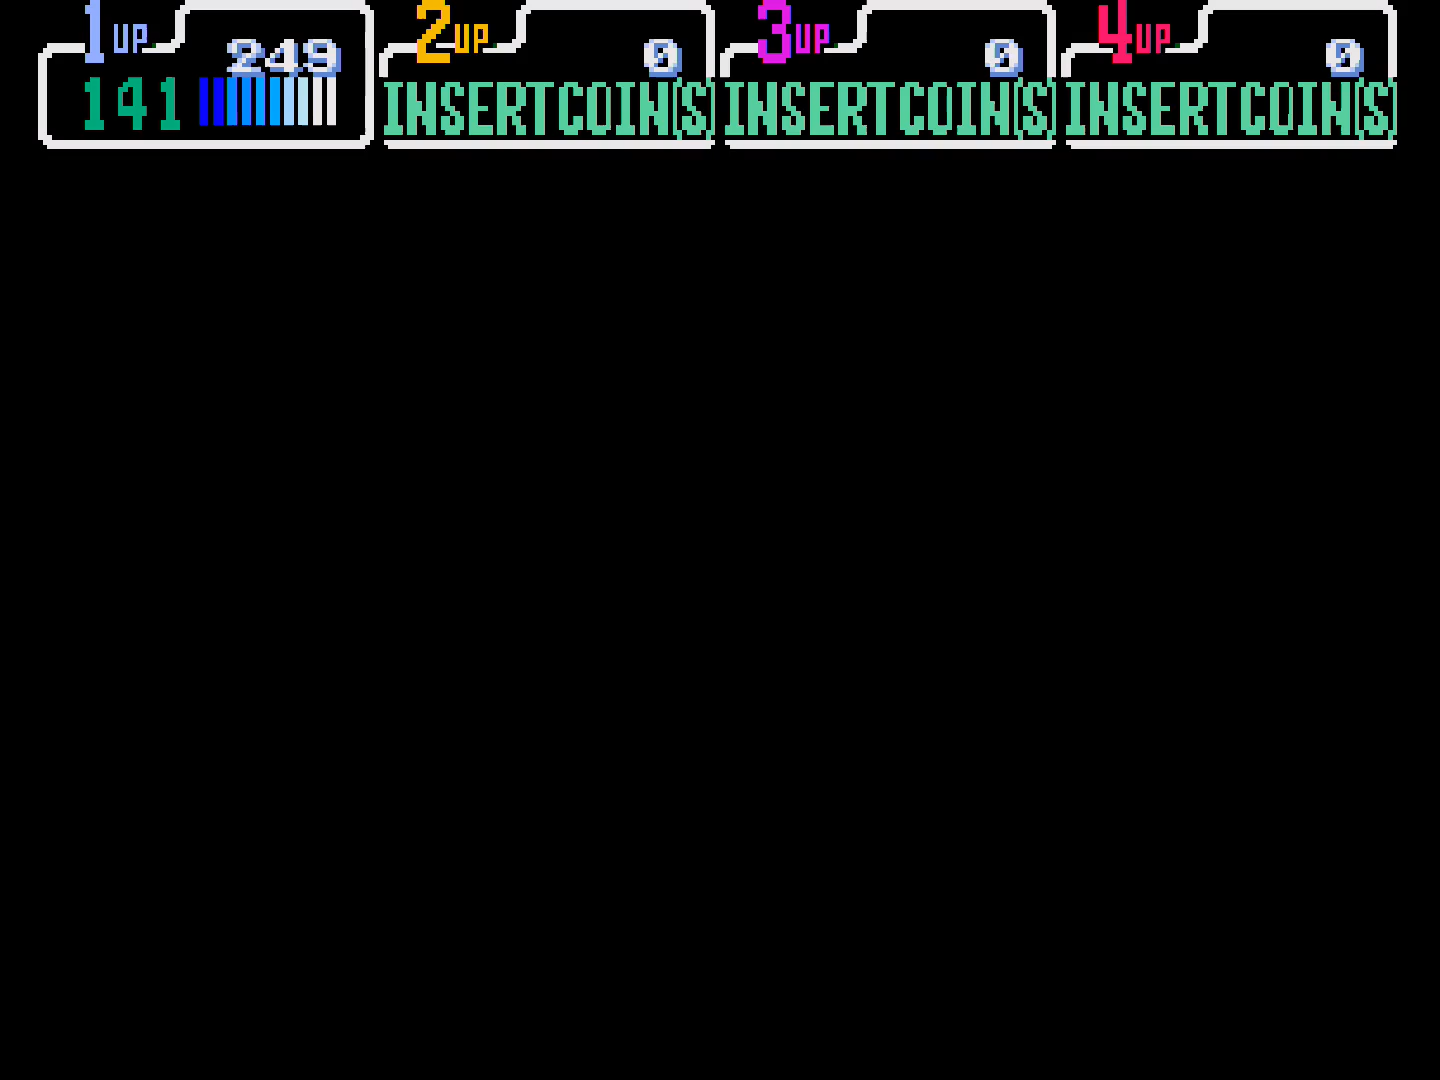 1UP 249
141
2UP 0
INSERTCOIN(S)
3UP 0
INSERTCOIN(S)
4UP 0
INSERTCOIN(S)